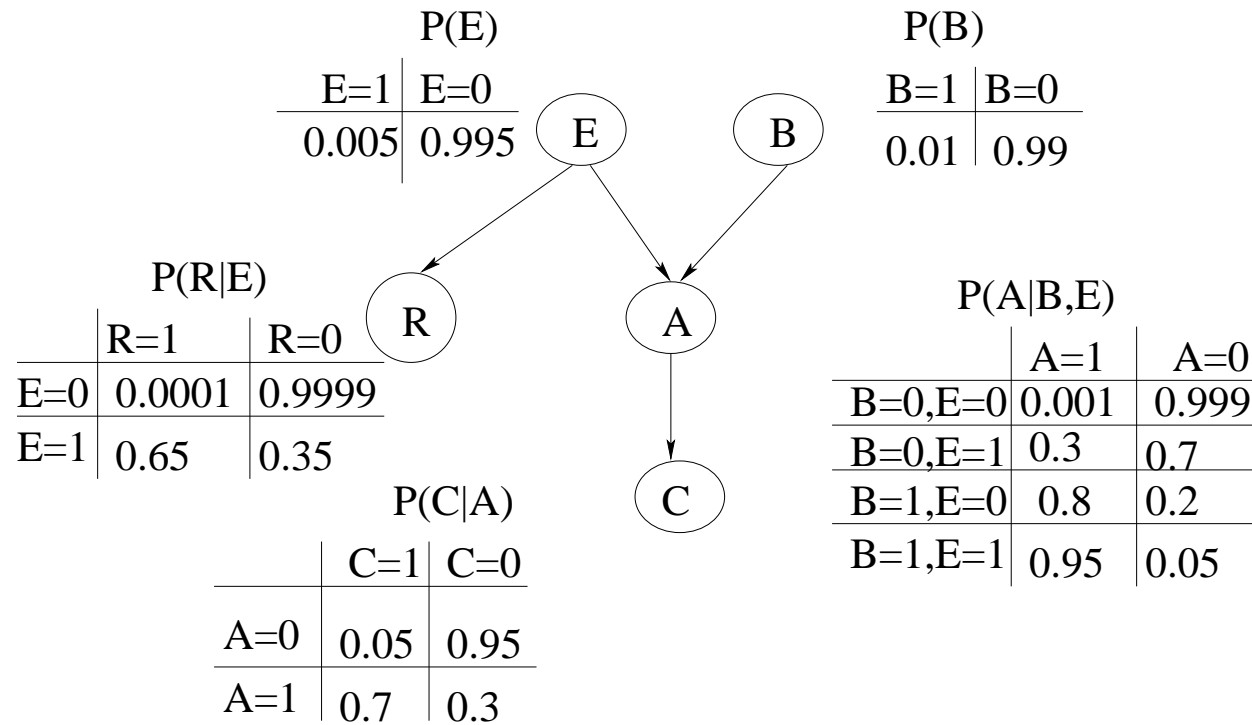 P(E)
E=1 E=0
0.005 0.995
E
B
P(B)
B=1 B=0
0.01 0.99
P(R|E)
R=1 R=0
E=0 0.0001 0.9999
E=1 0.65 0.35
R
A
P(A|B,E)
A=1 A=0
B=0,E=0 0.001 0.999
B=0,E=1 0.3 0.7
B=1,E=0 0.8 0.2
B=1,E=1 0.95 0.05
C
P(C|A)
C=1 C=0
A=0 0.05 0.95
A=1 0.7 0.3